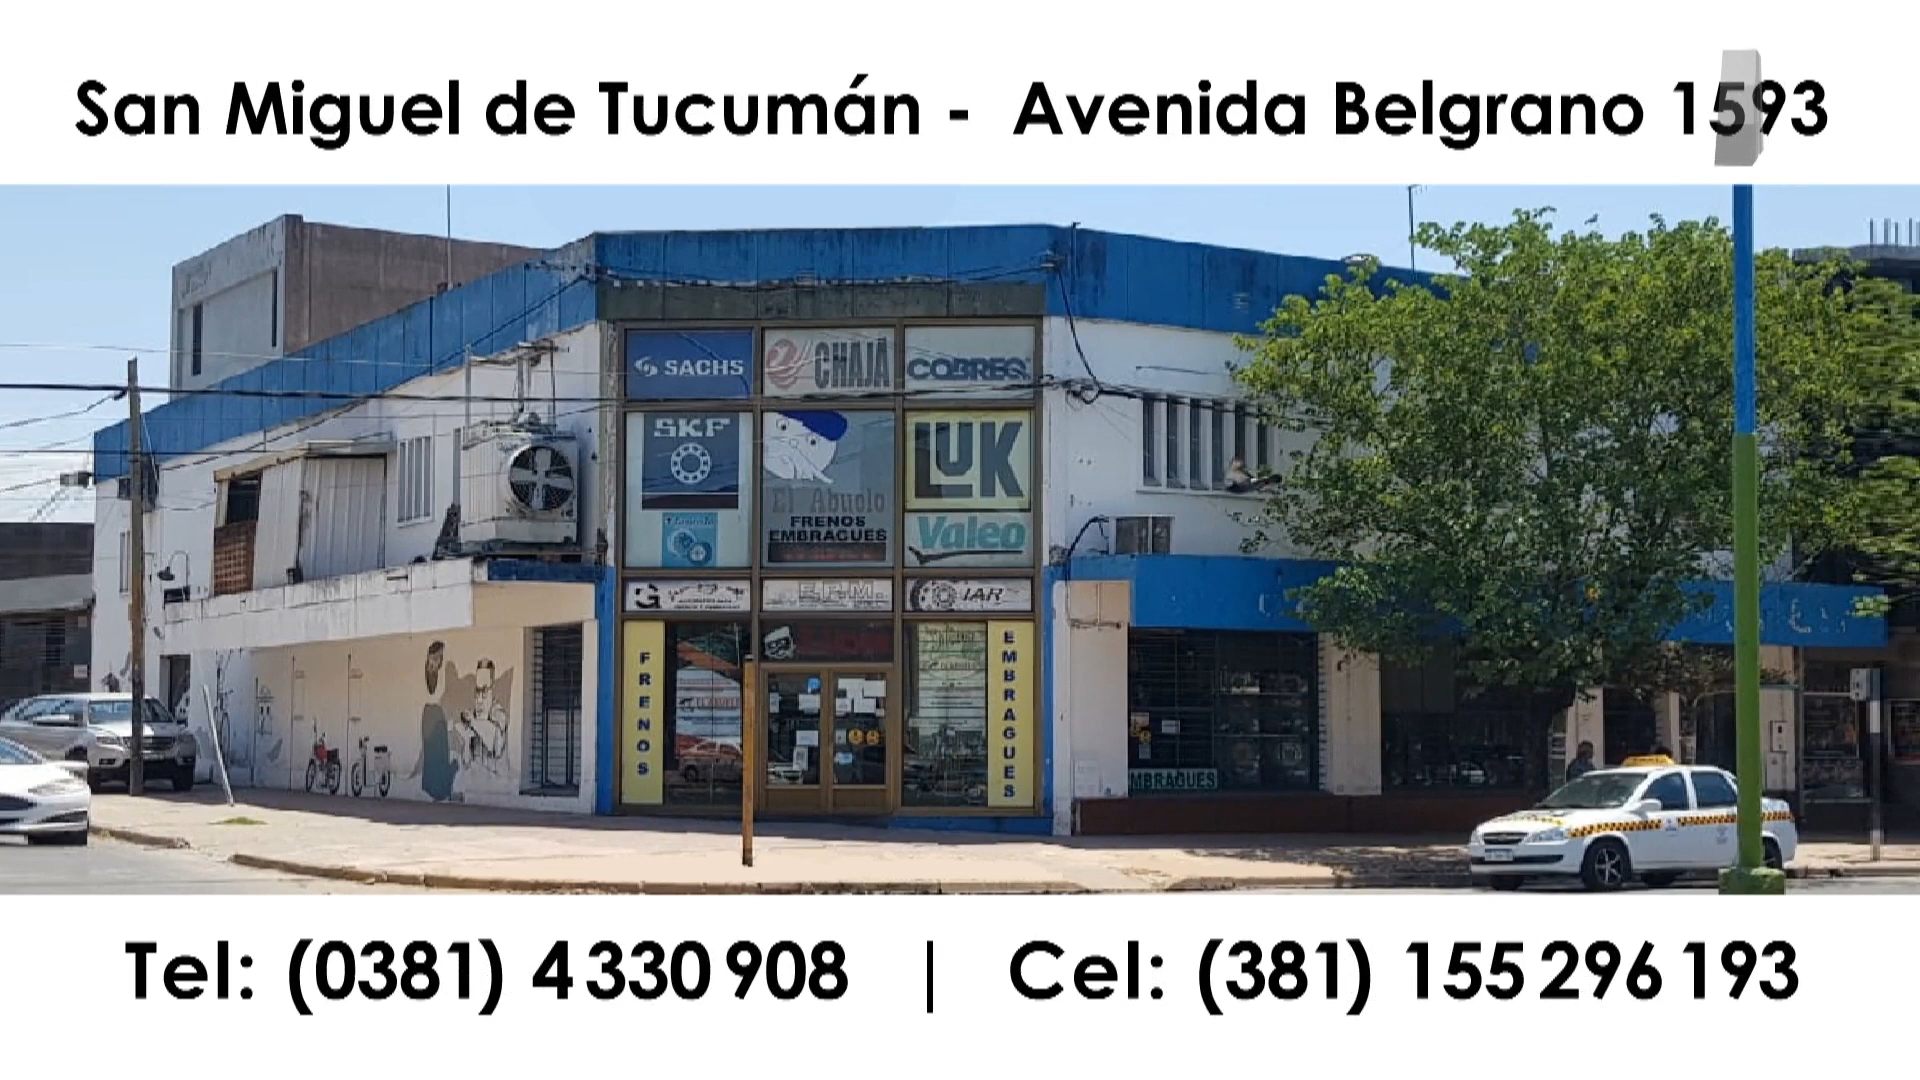 San Miguel de Tucumán - Avenida Belgrano 1593
SACHS
CHAJÁ
COBREQ
SKF
LUK
El Abuelo
FRENOS
EMBRAGUES
Valeo
G
E.F.M.
IAR
FRENOS
EMBRAGUES
MBRAGUES
Tel: (0381) 4330908 | Cel: (381) 155296193